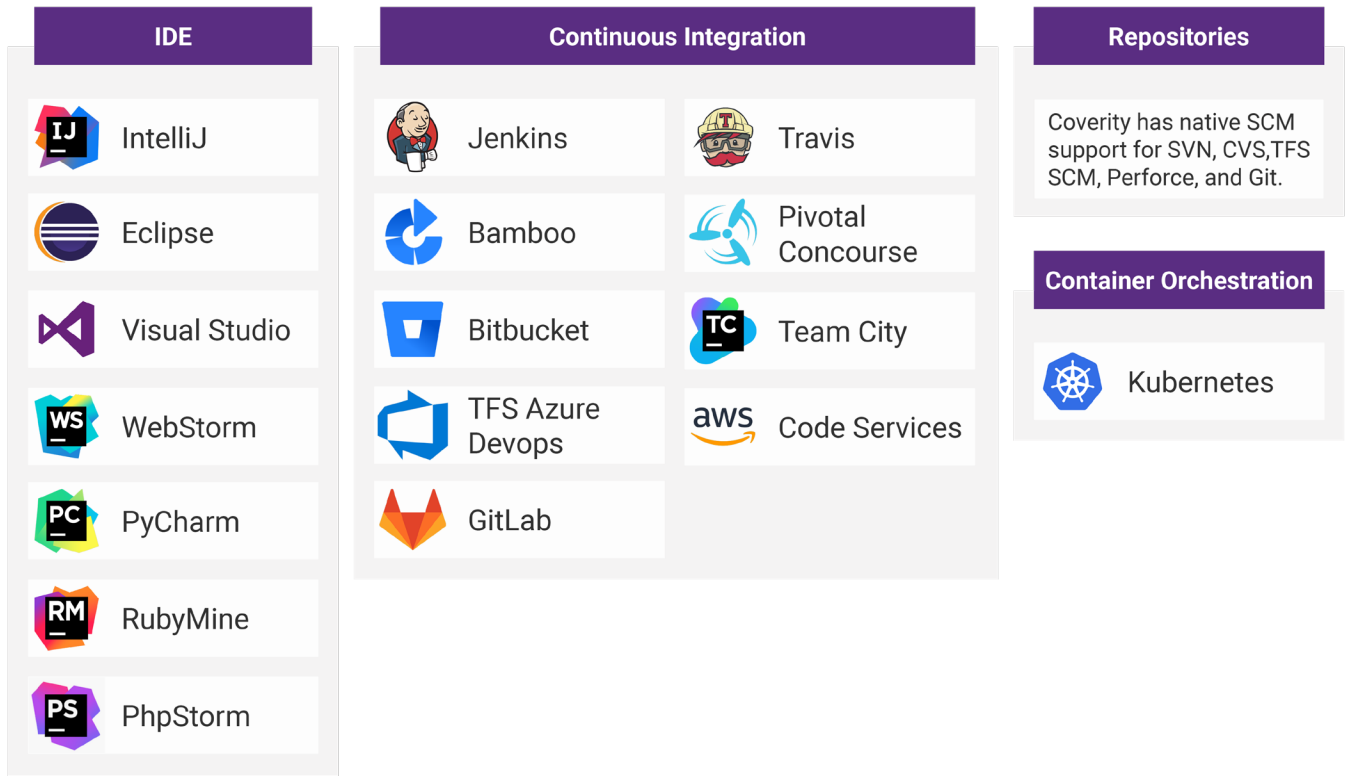 IDE
IJ
IntelliJ
Eclipse
Visual Studio
WS
WebStorm
PC
PyCharm
RM
RubyMine
PS
PhpStorm
Continuous Integration
Jenkins
Bamboo
Bitbucket
TFS Azure
Devops
GitLab
T
Travis
Pivotal
Concourse
TC
Team City
aws
Code Services
Repositories
Coverity has native SCM
support for SVN, CVS,TFS
SCM, Perforce, and Git.
Container Orchestration
Kubernetes